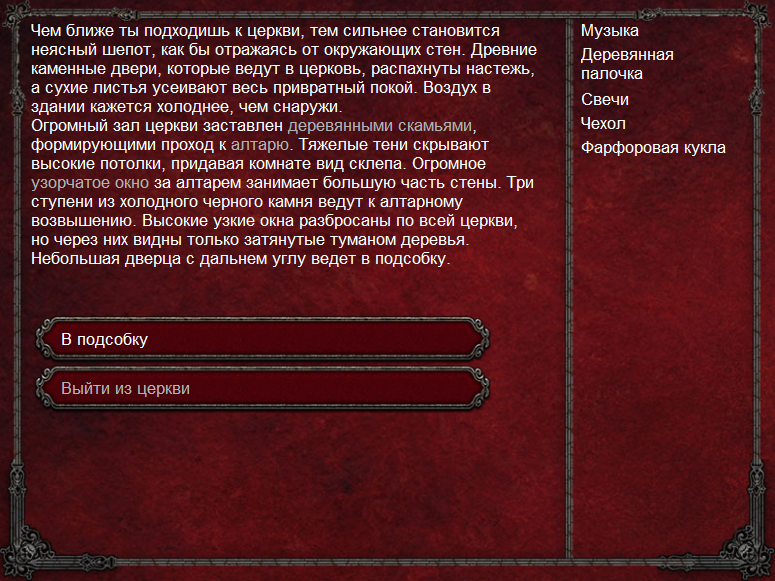 Чем ближе ты подходишь к церкви, тем сильнее становится
неясный шепот, как бы отражаясь от окружающих стен. Древние
каменные двери, которые ведут в церковь, распахнуты настежь,
а сухие листья усеивают весь привратный покой. Воздух в
здании кажется холоднее, чем снаружи.
Огромный зал церкви заставлен деревянными скамьями,
формирующими проход к алтарю. Тяжелые тени скрывают
высокие потолки, придавая комнате вид склепа. Огромное
узорчатое окно за алтарем занимает большую часть стены. Три
ступени из холодного черного камня ведут к алтарному
возвышению. Высокие узкие окна разбросаны по всей церкви,
но через них видны только затянутые туманом деревья.
Небольшая дверца с дальнем углу ведет в подсобку.
В подсобку
Выйти из церкви
Музыка
Деревянная
палочка
Свечи
Чехол
Фарфоровая кукла